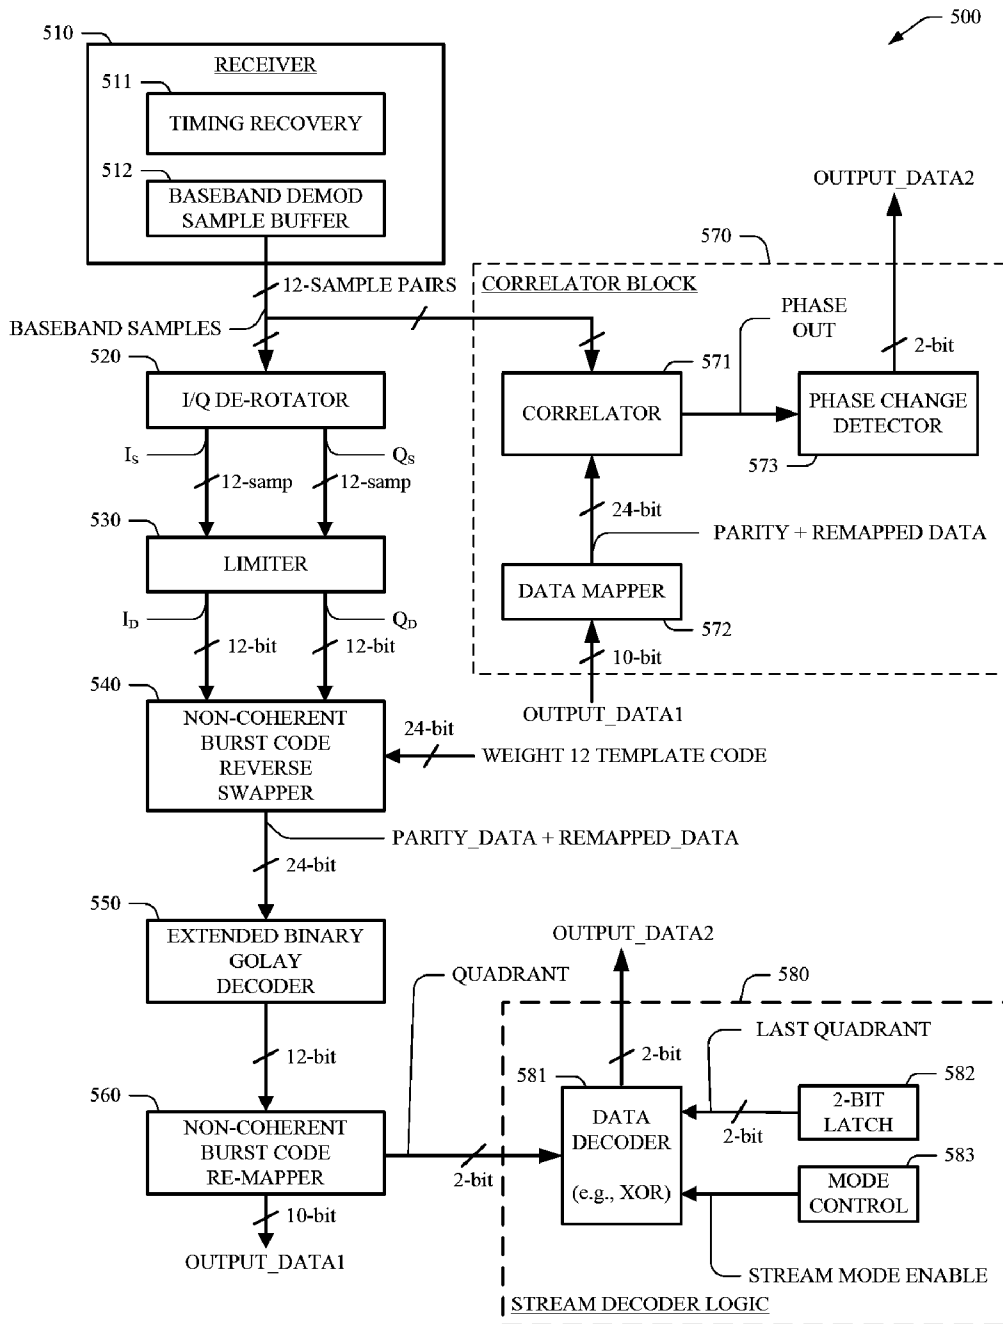 500
510
RECEIVER
511
TIMING RECOVERY
512
BASEBAND DEMOD
SAMPLE BUFFER
12-SAMPLE PAIRS
BASEBAND SAMPLES
OUTPUT_DATA2
570
CORRELATOR BLOCK
PHASE
OUT
2-bit
571
CORRELATOR
PHASE CHANGE
DETECTOR
573
24-bit
PARITY + REMAPPED DATA
DATA MAPPER
572
10-bit
OUTPUT_DATA1
520
I/Q DE-ROTATOR
IS
QS
12-samp
12-samp
530
LIMITER
ID
QD
12-bit
12-bit
540
NON-COHERENT
BURST CODE
REVERSE
SWAPPER
24-bit
WEIGHT 12 TEMPLATE CODE
PARITY_DATA + REMAPPED_DATA
24-bit
550
EXTENDED BINARY
GOLAY
DECODER
12-bit
560
NON-COHERENT
BURST CODE
RE-MAPPER
10-bit
OUTPUT_DATA1
QUADRANT
2-bit
OUTPUT_DATA2
580
LAST QUADRANT
2-bit
581
DATA
DECODER
(e.g., XOR)
2-bit
582
2-BIT
LATCH
583
MODE
CONTROL
STREAM MODE ENABLE
STREAM DECODER LOGIC